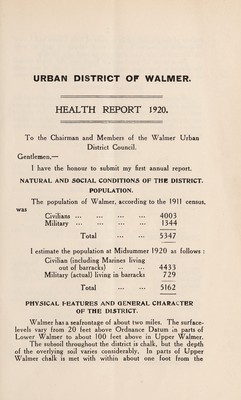 URBAN DISTRICT OF WALMER.
HEALTH REPORT 1920.
To the Chairman and Members of the Walmer Urban
District Council.
Gentlemen,—
I have the honour to submit my first annual report.
NATURAL AND SOCIAL CONDITIONS OF THE DISTRICT.
POPULATION.
The population of Walmer, according to the 1911 census,
was
Civilians ... ... ... ... 4003
Military ... ... ... ... 1344
Total ... ... 5347
I estimate the population at Midsummer 1920 as follows :
Civilian (including Marines living
out of barracks) .. ... 4433
Military (actual) living in barracks 729
Total ... ... 5162
PHYSICAL FEATURES AND GENERAL CHARACTER
OF THE DISTRICT.
Walmer has a seafrontage of about two miles. The surface-
levels vary from 20 feet above Ordnance Datum in parts of
Lower Walmer to about 100 feet above in Upper Walmer.
The subsoil throughout the district is chalk, but the depth
of the overlying soil varies considerably. In parts of Upper
Walmer chalk is met with within about one foot from the